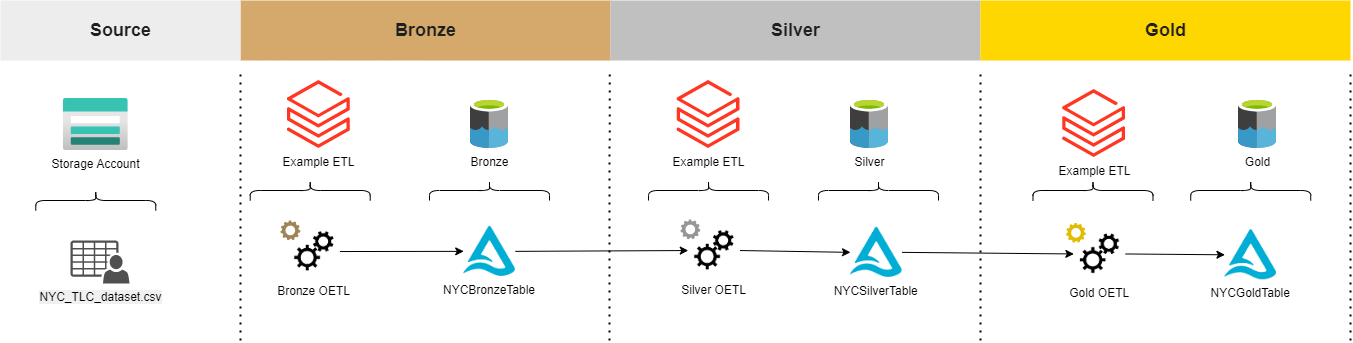 Source
Bronze
Silver
Gold
Storage Account
Example ETL
Bronze
Example ETL
Silver
Example ETL
Gold
NYC_TLC_dataset.csv
Bronze OETL
NYCBronzeTable
Silver OETL
NYCSilverTable
Gold OETL
NYCGoldTable